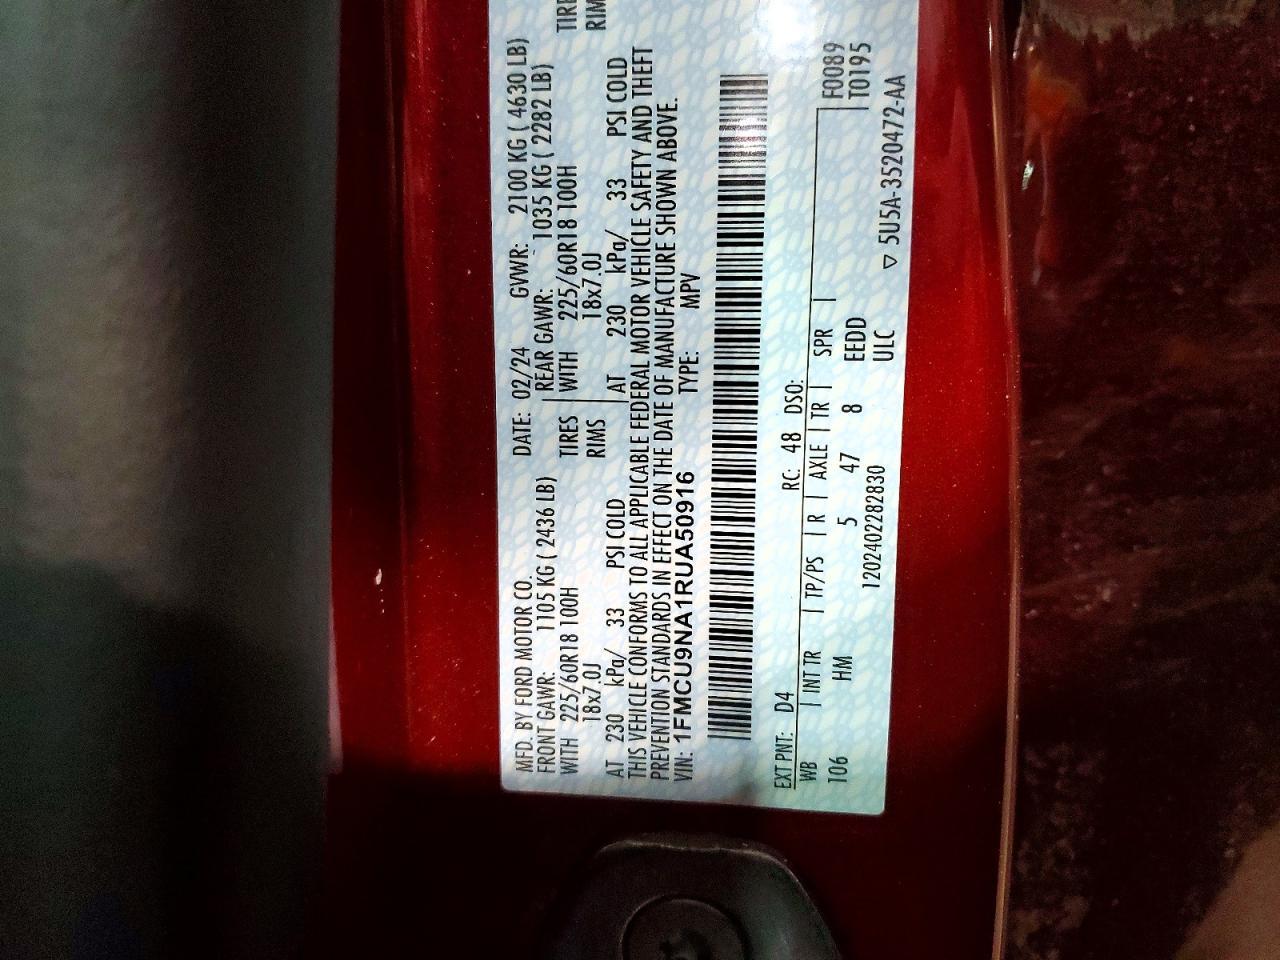 MFD. BY FORD MOTOR CO. DATE: 02/24 GVWR: 2100 KG ( 4630 LB)
FRONT GAWR: 1105 KG ( 2436 LB) REAR GAWR: 1035 KG ( 2282 LB)
WITH 225/60R18 100H TIRES WITH 225/60R18 100H
18x7.0J RIMS 18x7.0J
AT 230 kPa/ 33 PSI COLD AT 230 kPa/ 33 PSI COLD
THIS VEHICLE CONFORMS TO ALL APPLICABLE FEDERAL MOTOR VEHICLE SAFETY AND THEFT
PREVENTION STANDARDS IN EFFECT ON THE DATE OF MANUFACTURE SHOWN ABOVE.
VIN: 1FMCU9NA1RUA50916 TYPE: MPV
EXT PNT: D4 RC: 48 DSO:
WB INT TR TP/PS R AXLE TR SPR F0089
106 HM 5 47 8 EEDD T0195
1202402282830 ULC ▽ 5U5A-3520472-AA